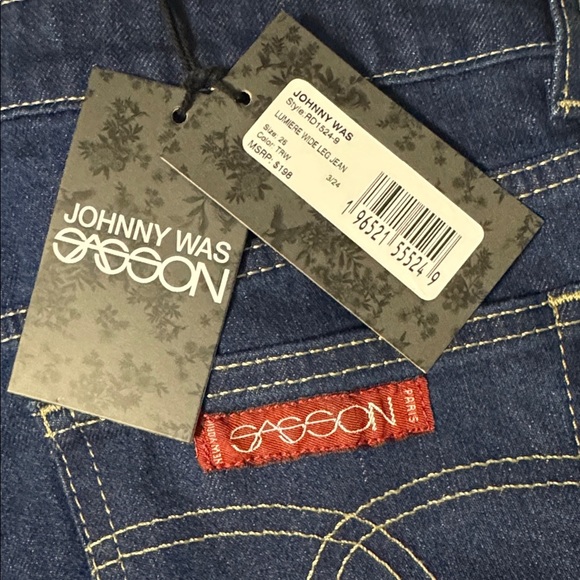 JOHNNY WAS
SASSON
JOHNNY WAS
Style:RD1524-9
LUMIERE WIDE LEG JEAN
Size: 26
Color: TRW
3/24
MSRP: $198
1 96521 55524 9
SASSON
PARIS